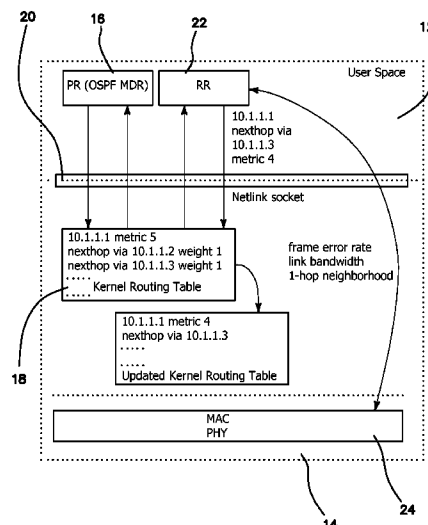 20
16
22
12
User Space
PR (OSPF MDR)
RR
10.1.1.1
nexthop via
10.1.1.3
metric 4
Netlink socket
10.1.1.1 metric 5
nexthop via 10.1.1.2 weight 1
nexthop via 10.1.1.3 weight 1
.....
..... Kernel Routing Table
18
frame error rate
link bandwidth
1-hop neighborhood
10.1.1.1 metric 4
nexthop via 10.1.1.3
.....
.....
Updated Kernel Routing Table
MAC
PHY
14
24